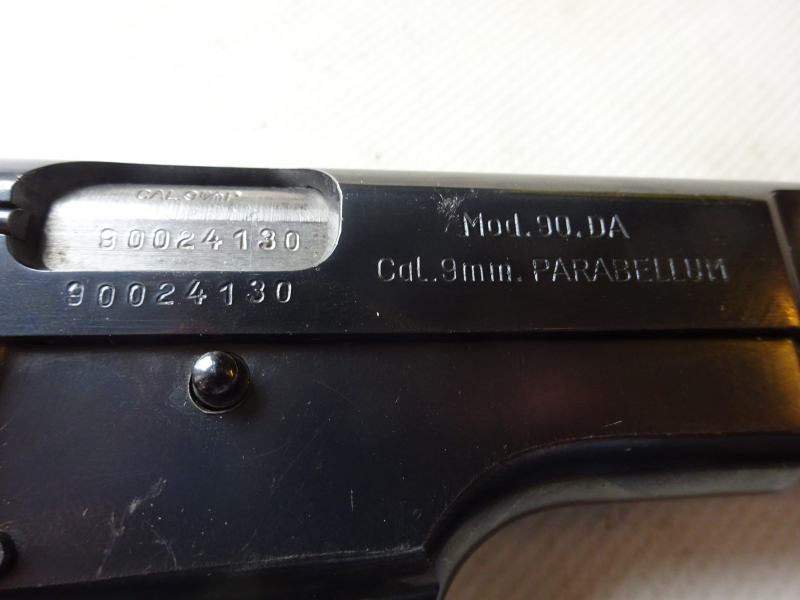 CAL 9mmP
90024130
90024130
Mod.90.DA
Cal.9mm. PARABELLUM